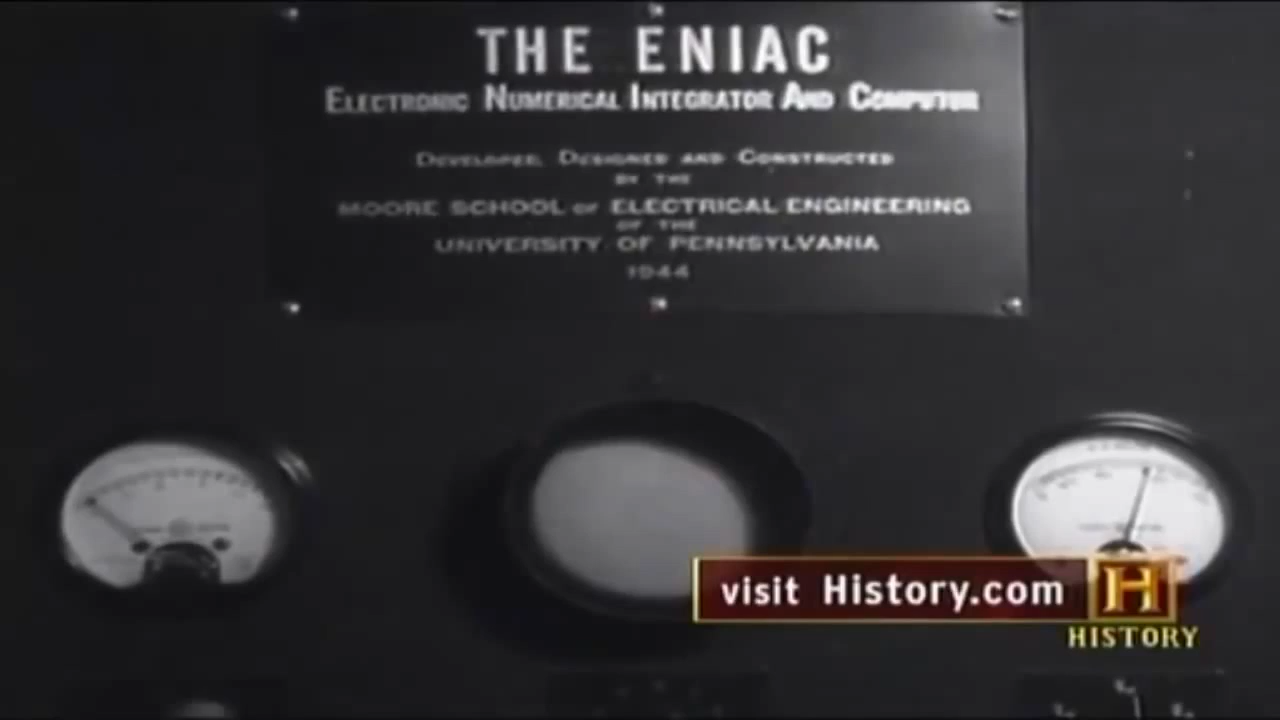 THE ENIAC
ELECTRONIC NUMERICAL INTEGRATOR AND COMPUTER
DEVELOPED, DESIGNED AND CONSTRUCTED
BY THE
MOORE SCHOOL OF ELECTRICAL ENGINEERING
OF THE
UNIVERSITY OF PENNSYLVANIA
1944
visit History.com
H
HISTORY